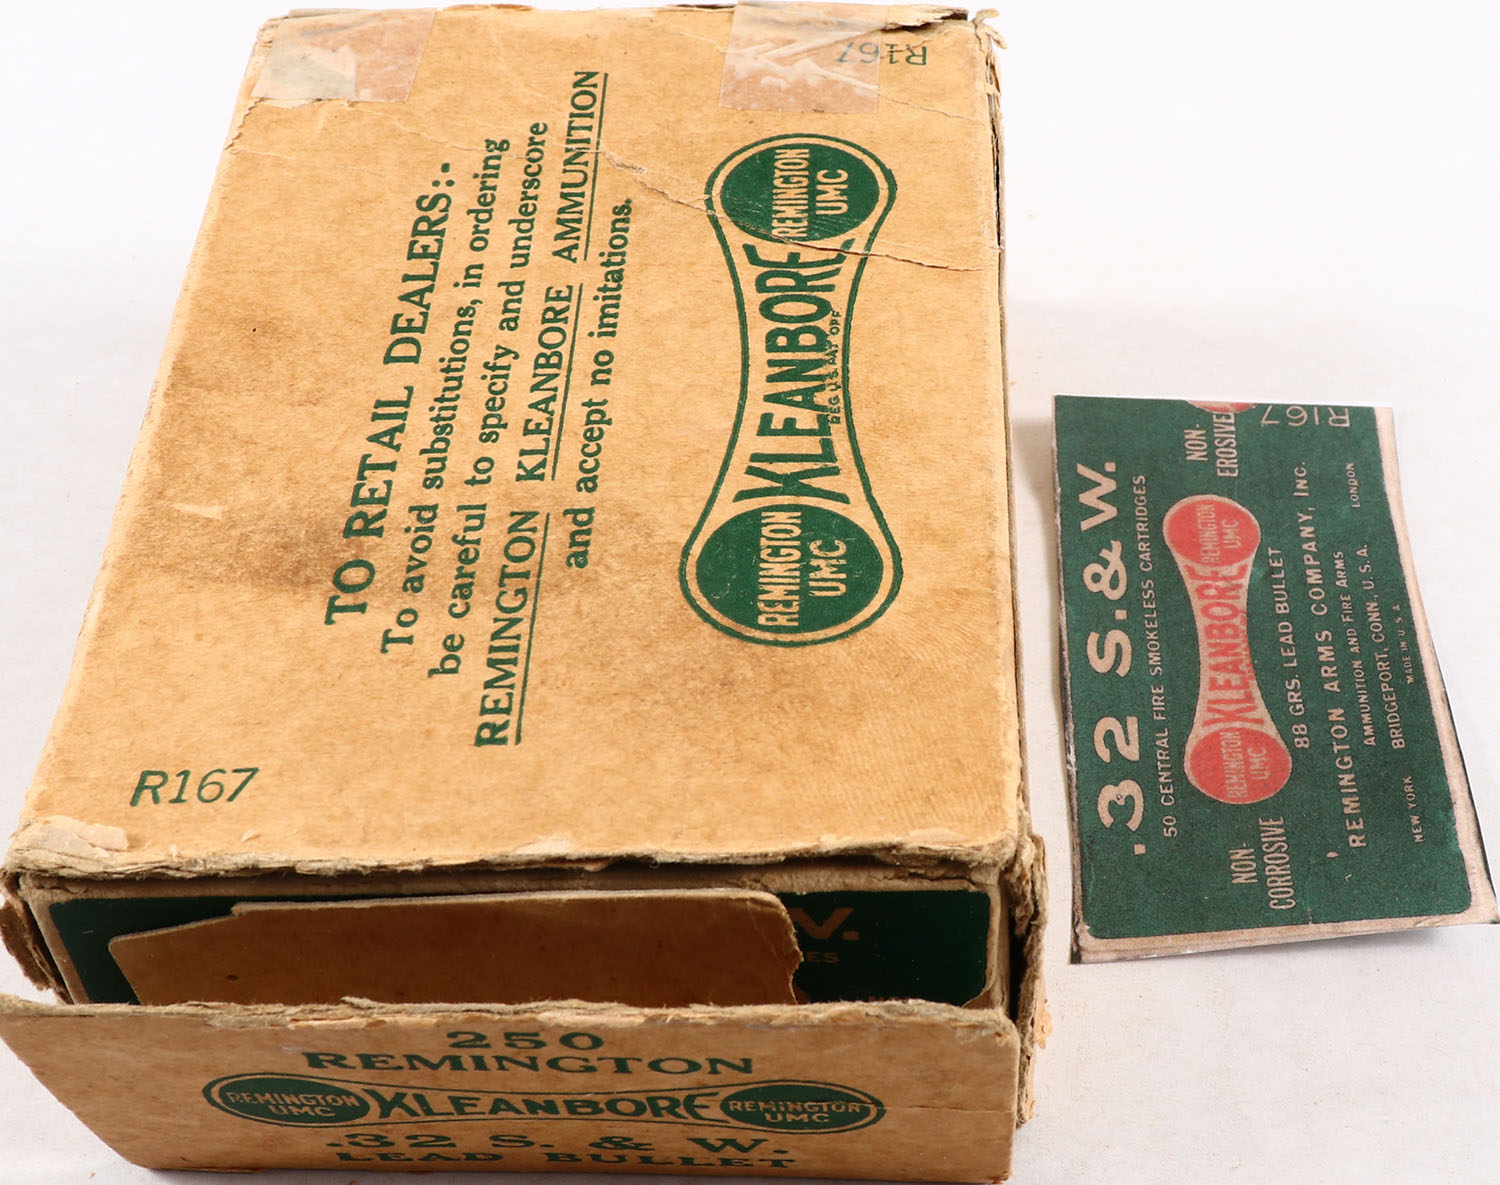 R167
TO RETAIL DEALERS:-
To avoid substitutions, in ordering
be careful to specify and underscore
REMINGTON KLEANBORE AMMUNITION
and accept no imitations.
REMINGTON
UMC
KLEANBORE
REG. U.S. PAT. OFF.
REMINGTON
UMC
R167
W.
ES
250
REMINGTON
REMINGTON
UMC
KLEANBORE
REMINGTON
UMC
.32 S. & W.
LEAD BULLET
.32 S.&W.
50 CENTRAL FIRE SMOKELESS CARTRIDGES
NON-
CORROSIVE
REMINGTON
UMC
KLEANBORE
REMINGTON
UMC
NON-
EROSIVE
88 GRS. LEAD BULLET
REMINGTON ARMS COMPANY, INC.
AMMUNITION AND FIRE ARMS
NEW YORK
BRIDGEPORT, CONN., U.S.A.
LONDON
MADE IN U S A
R167